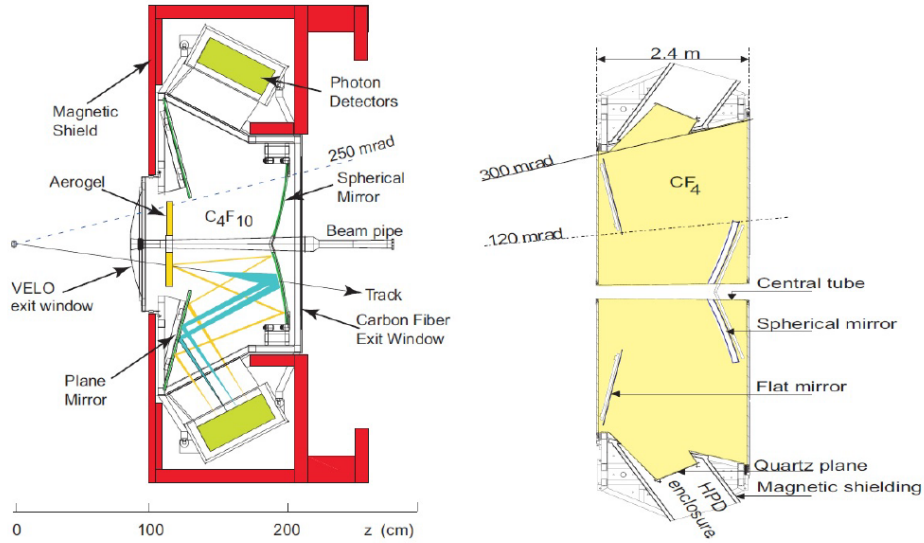 Magnetic
Shield
Aerogel
VELO
exit window
Plane
Mirror
C4F10
Photon
Detectors
250 mrad
Spherical
Mirror
Beam pipe
Track
Carbon Fiber
Exit Window
0 100 200 z (cm)
2.4 m
300 mrad
CF4
120 mrad
Central tube
Spherical mirror
Flat mirror
Quartz plane
HPD
enclosure
Magnetic shielding